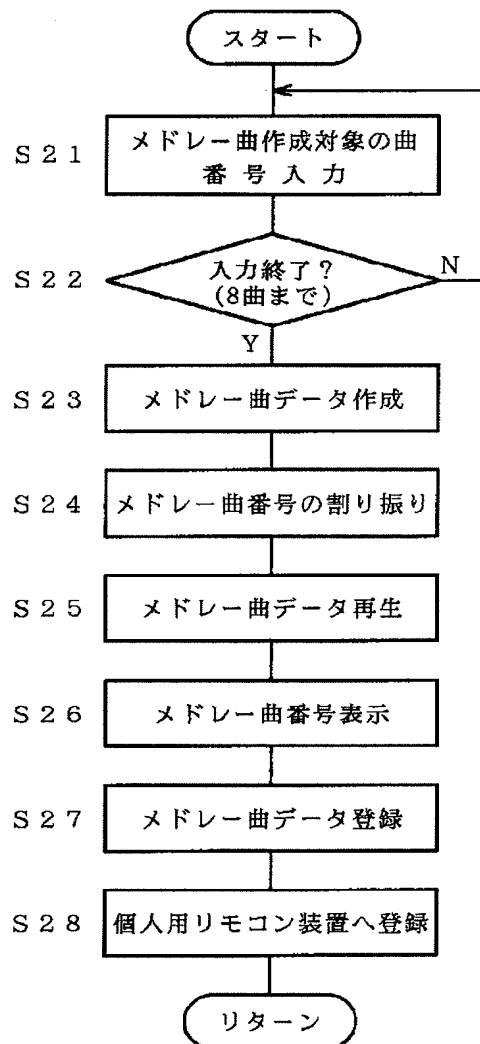 スタート
S21
メドレー曲作成対象の曲
番号入力
S22
入力終了？
(8曲まで)
N
Y
S23
メドレー曲データ作成
S24
メドレー曲番号の割り振り
S25
メドレー曲データ再生
S26
メドレー曲番号表示
S27
メドレー曲データ登録
S28
個人用リモコン装置へ登録
リターン